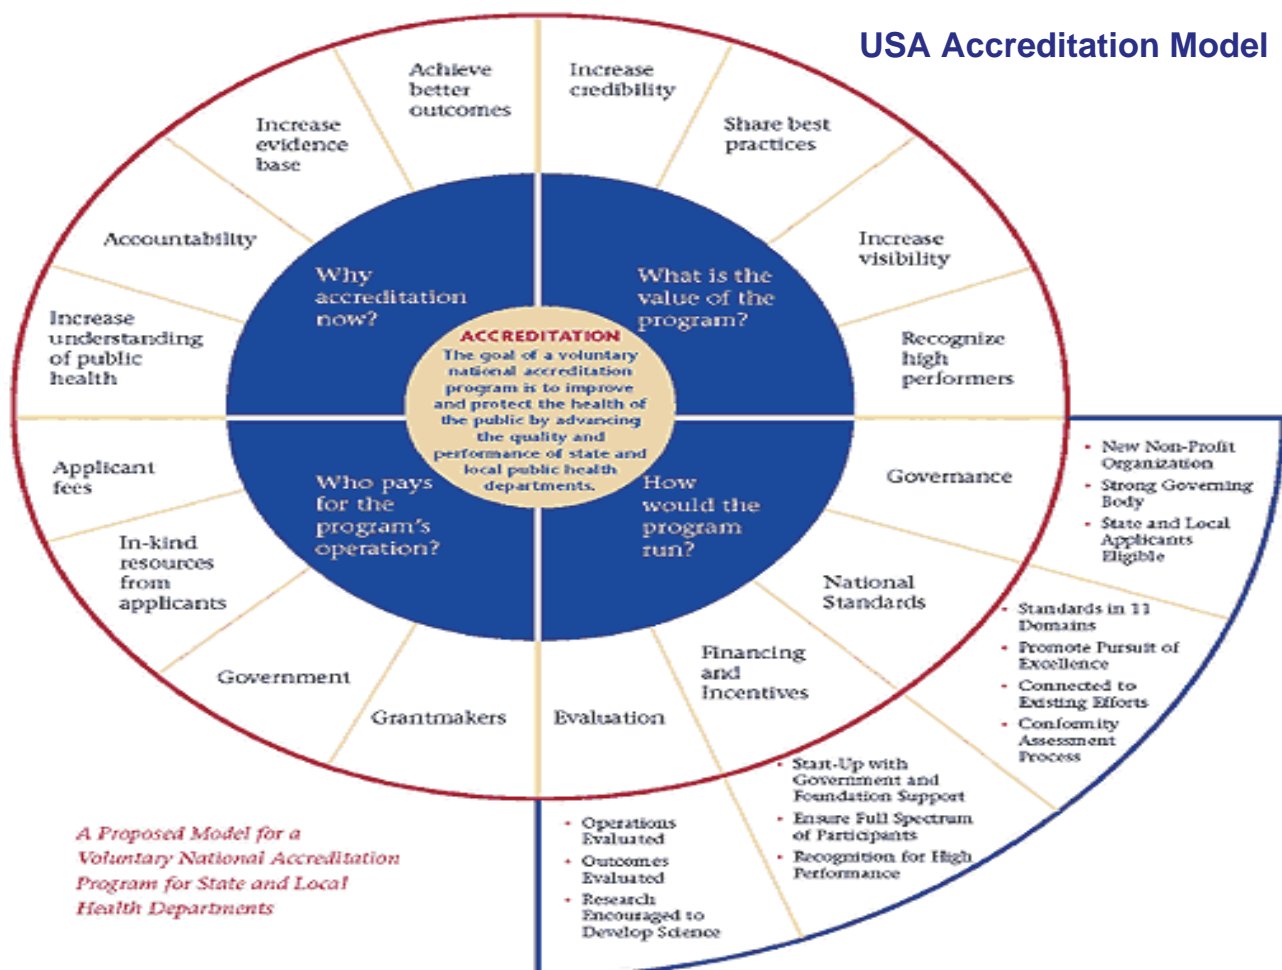 USA Accreditation Model
Achieve
better
outcomes
Increase
credibility
Increase
evidence
base
Share best
practices
Accountability
Increase
visibility
Increase
understanding
of public
health
Recognize
high
performers
Why
accreditation
now?
What is the
value of the
program?
ACCREDITATION
The goal of a voluntary
national accreditation
program is to improve
and protect the health of
the public by advancing
the quality and
performance of state and
local public health
departments.
Who pays
for the
program's
operation?
How
would the
program
run?
Applicant
fees
In-kind
resources
from
applicants
Government
Grantmakers
Evaluation
Financing
and
Incentives
National
Standards
Governance
• New Non-Profit
Organization
• Strong Governing
Body
• State and Local
Applicants
Eligible
• Standards in 11
Domains
• Promote Pursuit of
Excellence
• Connected to
Existing Efforts
• Conformity
Assessment
Process
• Start-Up with
Government and
Foundation Support
• Ensure Full Spectrum
of Participants
• Recognition for High
Performance
• Operations
Evaluated
• Outcomes
Evaluated
• Research
Encouraged to
Develop Science
A Proposed Model for a
Voluntary National Accreditation
Program for State and Local
Health Departments